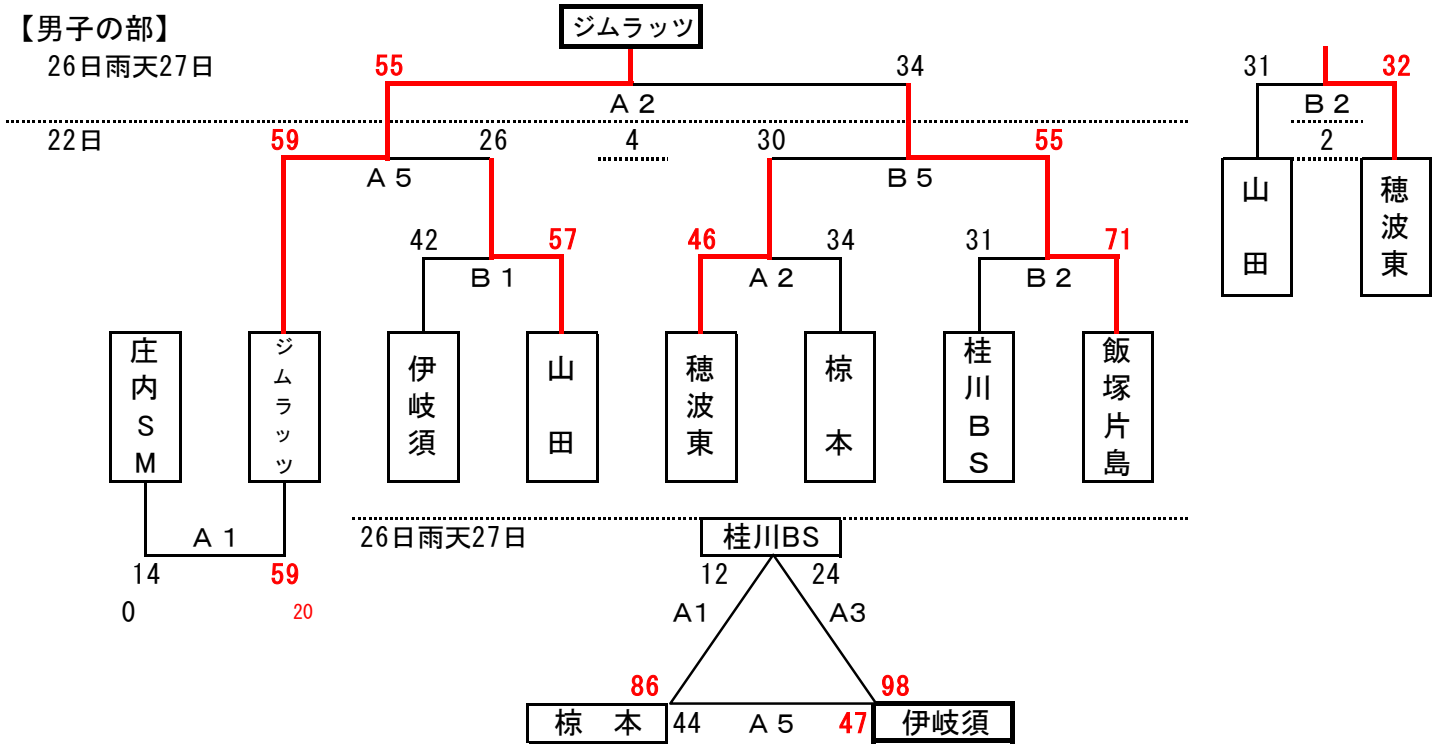 【男子の部】
ジムラッツ
26日雨天27日
55
34
31
32
A 2
B 2
22日
59
26
4
30
55
2
A 5
B 5
山田
穂波東
42
57
46
34
31
71
B 1
A 2
B 2
庄内SM
ジムラッツ
伊岐須
山田
穂波東
椋本
桂川BS
飯塚片島
A 1
14
59
0
20
26日雨天27日
桂川BS
12
24
A1
A3
86
98
椋 本
44
A 5
47
伊岐須